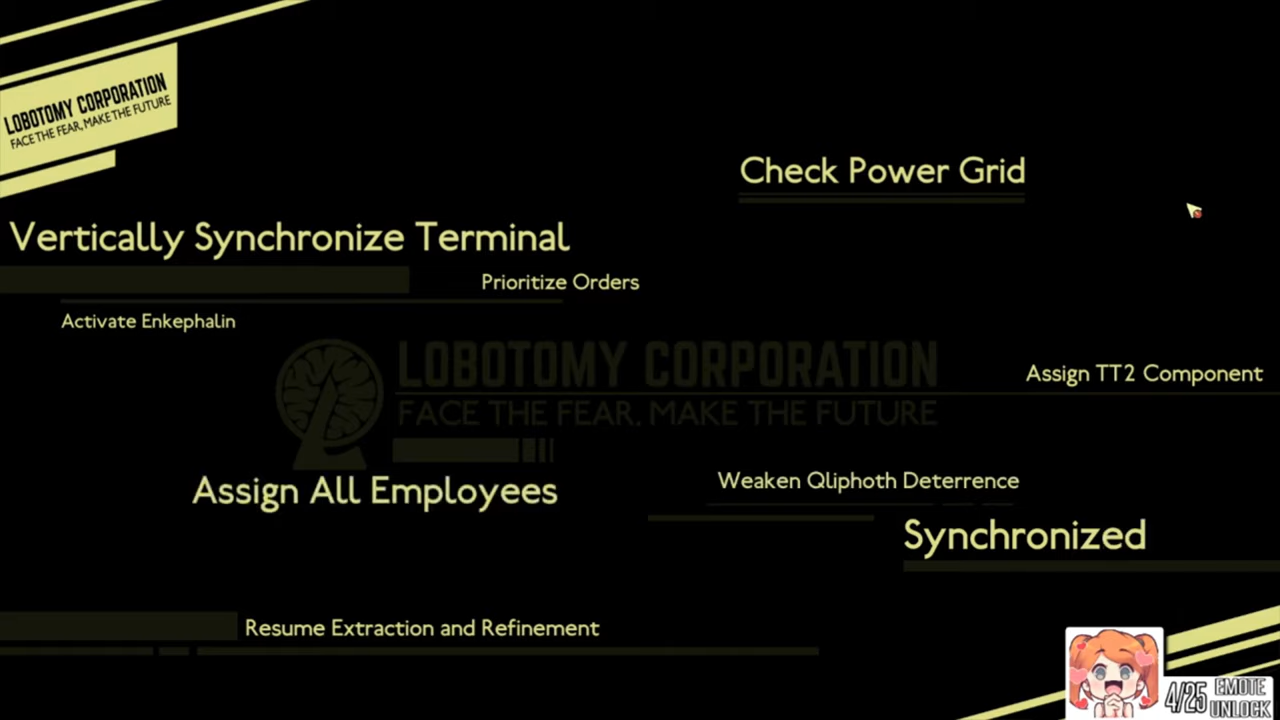 LOBOTOMY CORPORATION
FACE THE FEAR, MAKE THE FUTURE
Check Power Grid
Vertically Synchronize Terminal
Prioritize Orders
Activate Enkephalin
LOBOTOMY CORPORATION
FACE THE FEAR, MAKE THE FUTURE
Assign TT2 Component
Assign All Employees
Weaken Qliphoth Deterrence
Synchronized
Resume Extraction and Refinement
4/25 EMOTE
UNLOCK